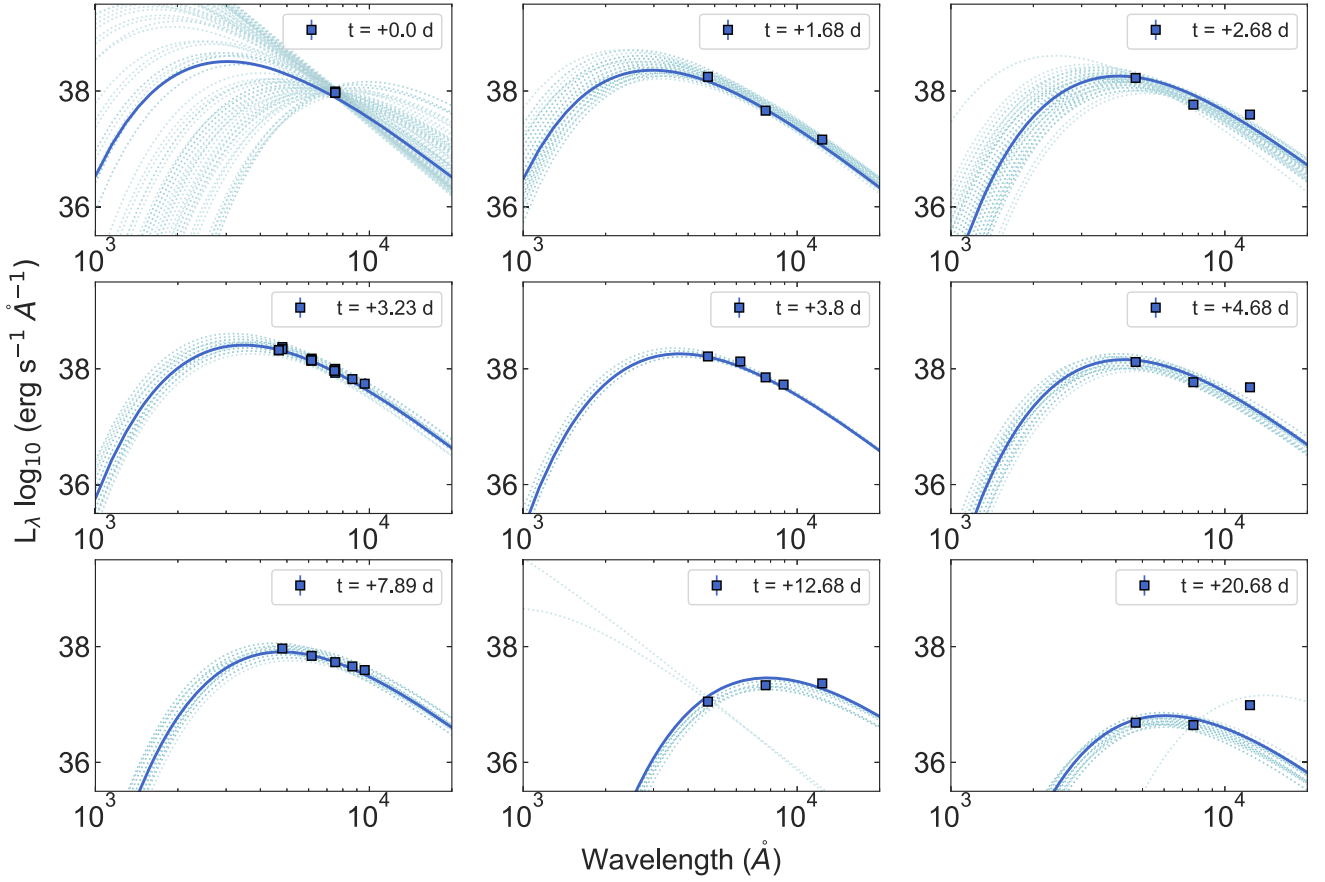 t = +0.0 d
t = +1.68 d
t = +2.68 d
38
38
38
36
36
36
10³ 10⁴
10³ 10⁴
10³ 10⁴
t = +3.23 d
t = +3.8 d
t = +4.68 d
38
38
38
36
36
36
10³ 10⁴
10³ 10⁴
10³ 10⁴
t = +7.89 d
t = +12.68 d
t = +20.68 d
38
38
38
36
36
36
10³ 10⁴
10³ 10⁴
10³ 10⁴
L_λ log₁₀ (erg s⁻¹ Å⁻¹)
Wavelength (Å)